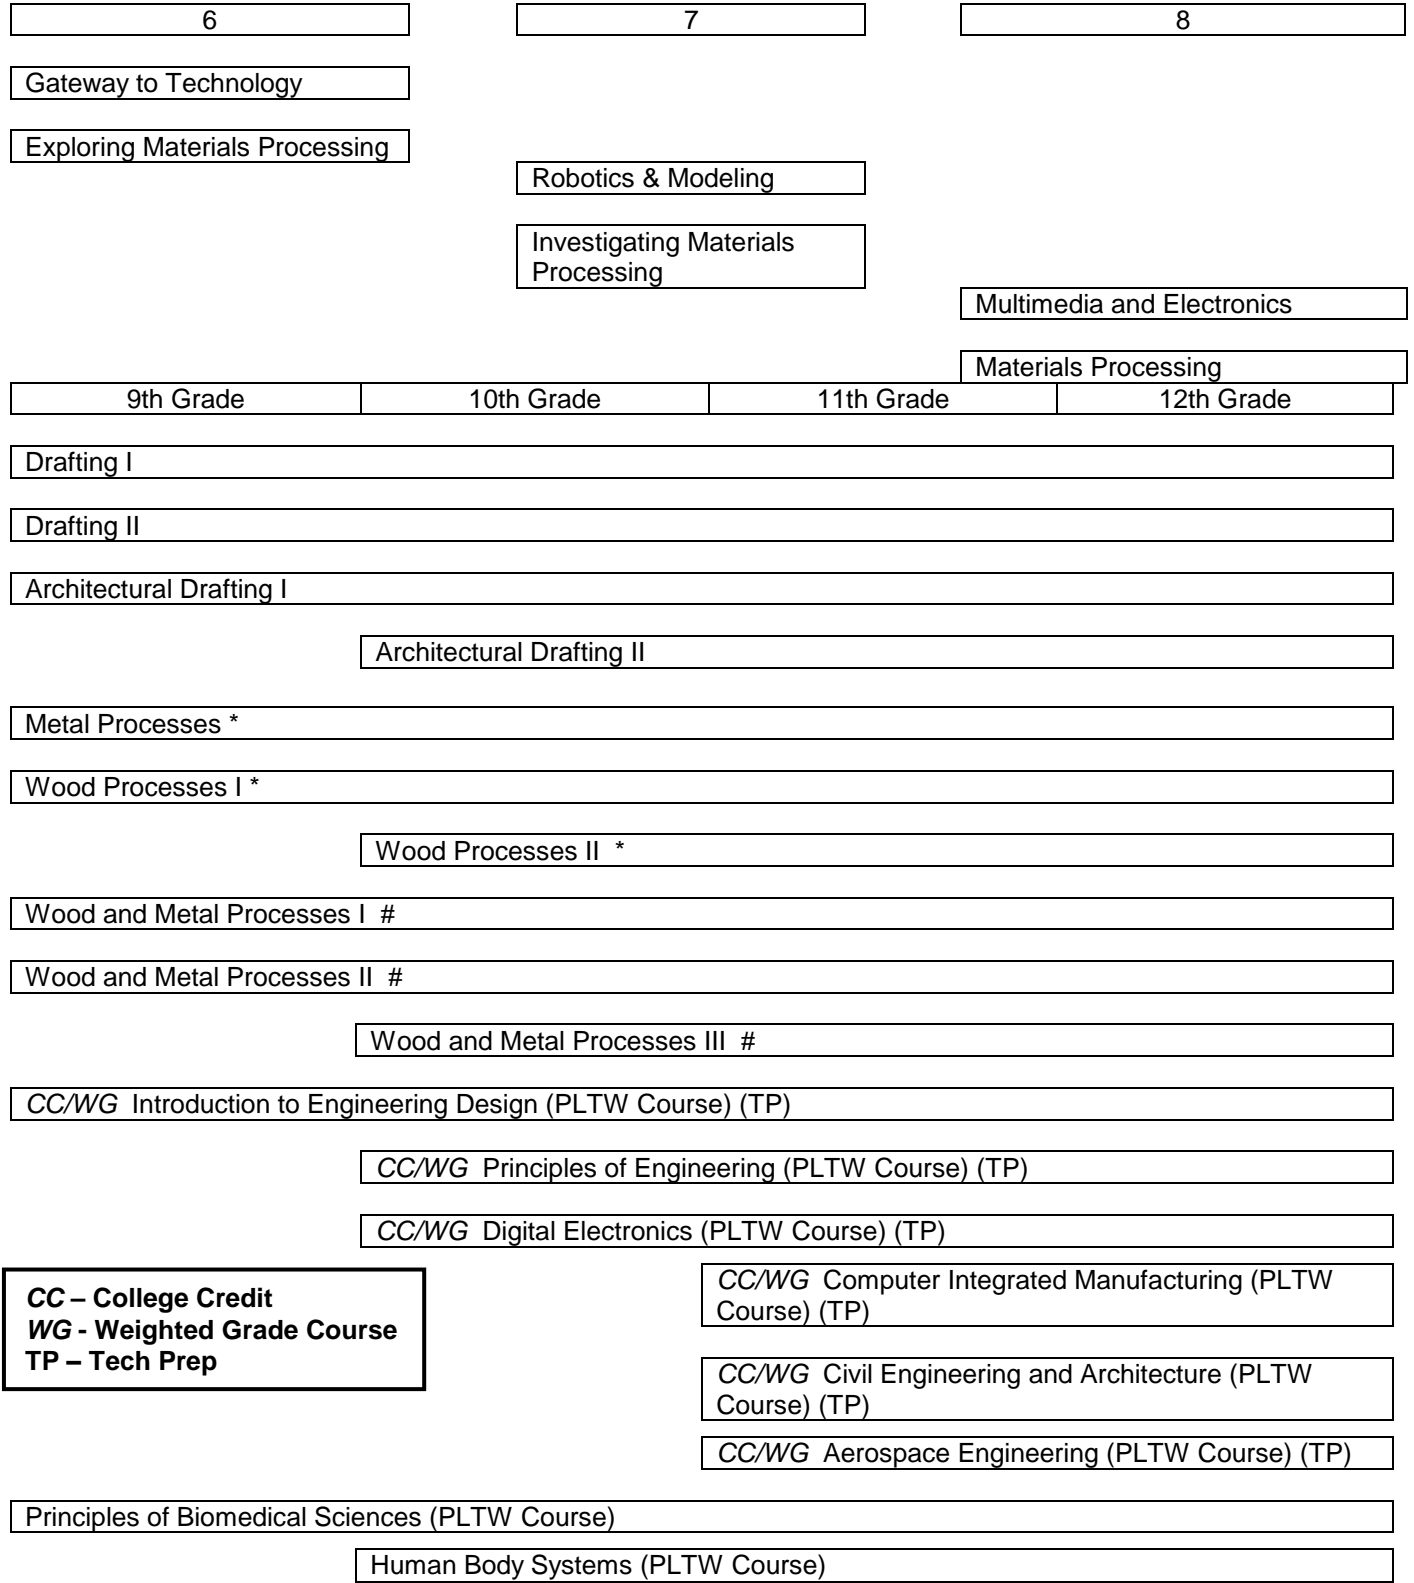 6 7 8
Gateway to Technology
Exploring Materials Processing
Robotics & Modeling
Investigating Materials
Processing
Multimedia and Electronics
Materials Processing
9th Grade 10th Grade 11th Grade 12th Grade
Drafting I
Drafting II
Architectural Drafting I
Architectural Drafting II
Metal Processes *
Wood Processes I *
Wood Processes II *
Wood and Metal Processes I #
Wood and Metal Processes II #
Wood and Metal Processes III #
CC/WG Introduction to Engineering Design (PLTW Course) (TP)
CC/WG Principles of Engineering (PLTW Course) (TP)
CC/WG Digital Electronics (PLTW Course) (TP)
CC/WG Computer Integrated Manufacturing (PLTW
Course) (TP)
CC – College Credit
WG - Weighted Grade Course
TP – Tech Prep
CC/WG Civil Engineering and Architecture (PLTW
Course) (TP)
CC/WG Aerospace Engineering (PLTW Course) (TP)
Principles of Biomedical Sciences (PLTW Course)
Human Body Systems (PLTW Course)